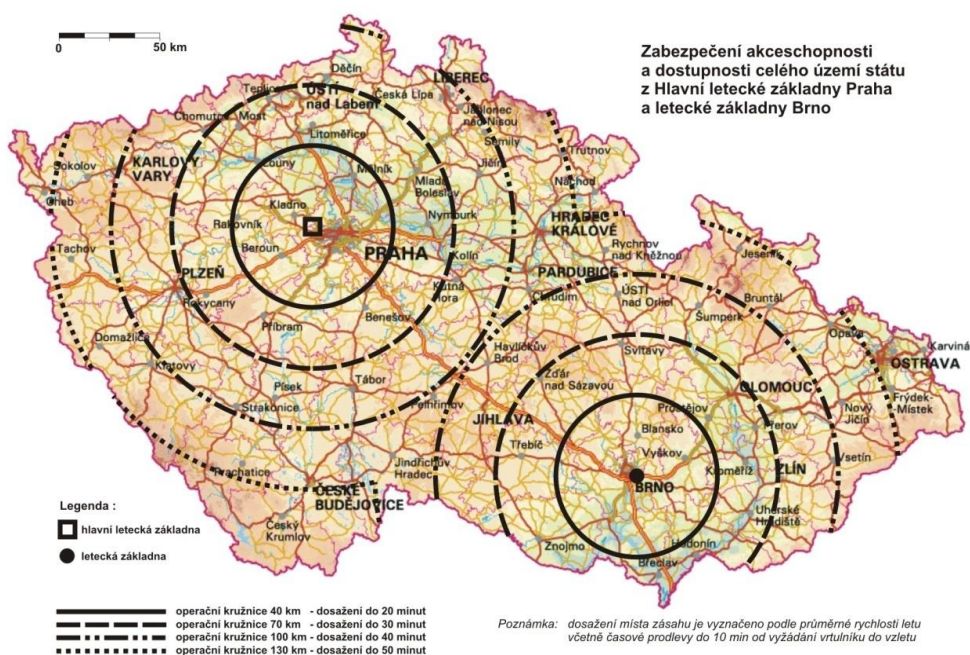 0
50 km
Zabezpečení akceschopnosti
a dostupnosti celého území státu
z Hlavní letecké základny Praha
a letecké základny Brno
Děčín
Teplice
ÚSTÍ
nad Labem
LIBEREC
Česká Lípa
Jablonec
nad Nisou
Chomutov
Most
Litoměřice
Semily
Trutnov
KARLOVY
VARY
Sokolov
Louny
Mělník
Jičín
Mladá
Boleslav
Náchod
Cheb
Kladno
Nymburk
HRADEC
KRÁLOVÉ
Rakovník
PRAHA
Rychnov
nad Kněžnou
Tachov
Beroun
Kolín
Jeseník
PLZEŇ
PARDUBICE
Kutná
Hora
Chrudim
ÚSTÍ
nad Orlicí
Bruntál
Rokycany
Benešov
Šumperk
Příbram
Opava
Karviná
Domažlice
Havlíčkův
Brod
Svitavy
OSTRAVA
Klatovy
Žďár
nad Sázavou
Písek
Tábor
OLOMOUC
Frýdek-
Místek
Strakonice
Pelhřimov
Prostějov
Nový
Jičín
JIHLAVA
Blansko
Přerov
Třebíč
Vyškov
Vsetín
Prachatice
Jindřichův
Hradec
Kroměříž
ZLÍN
ČESKÉ
BUDĚJOVICE
BRNO
Uherské
Hradiště
Český
Krumlov
Znojmo
Hodonín
Břeclav
Legenda :
hlavní letecká základna
letecká základna
operační kružnice 40 km - dosažení do 20 minut
operační kružnice 70 km - dosažení do 30 minut
operační kružnice 100 km - dosažení do 40 minut
operační kružnice 130 km - dosažení do 50 minut
Poznámka: dosažení místa zásahu je vyznačeno podle průměrné rychlosti letu
včetně časové prodlevy do 10 min od vyžádání vrtulníku do vzletu